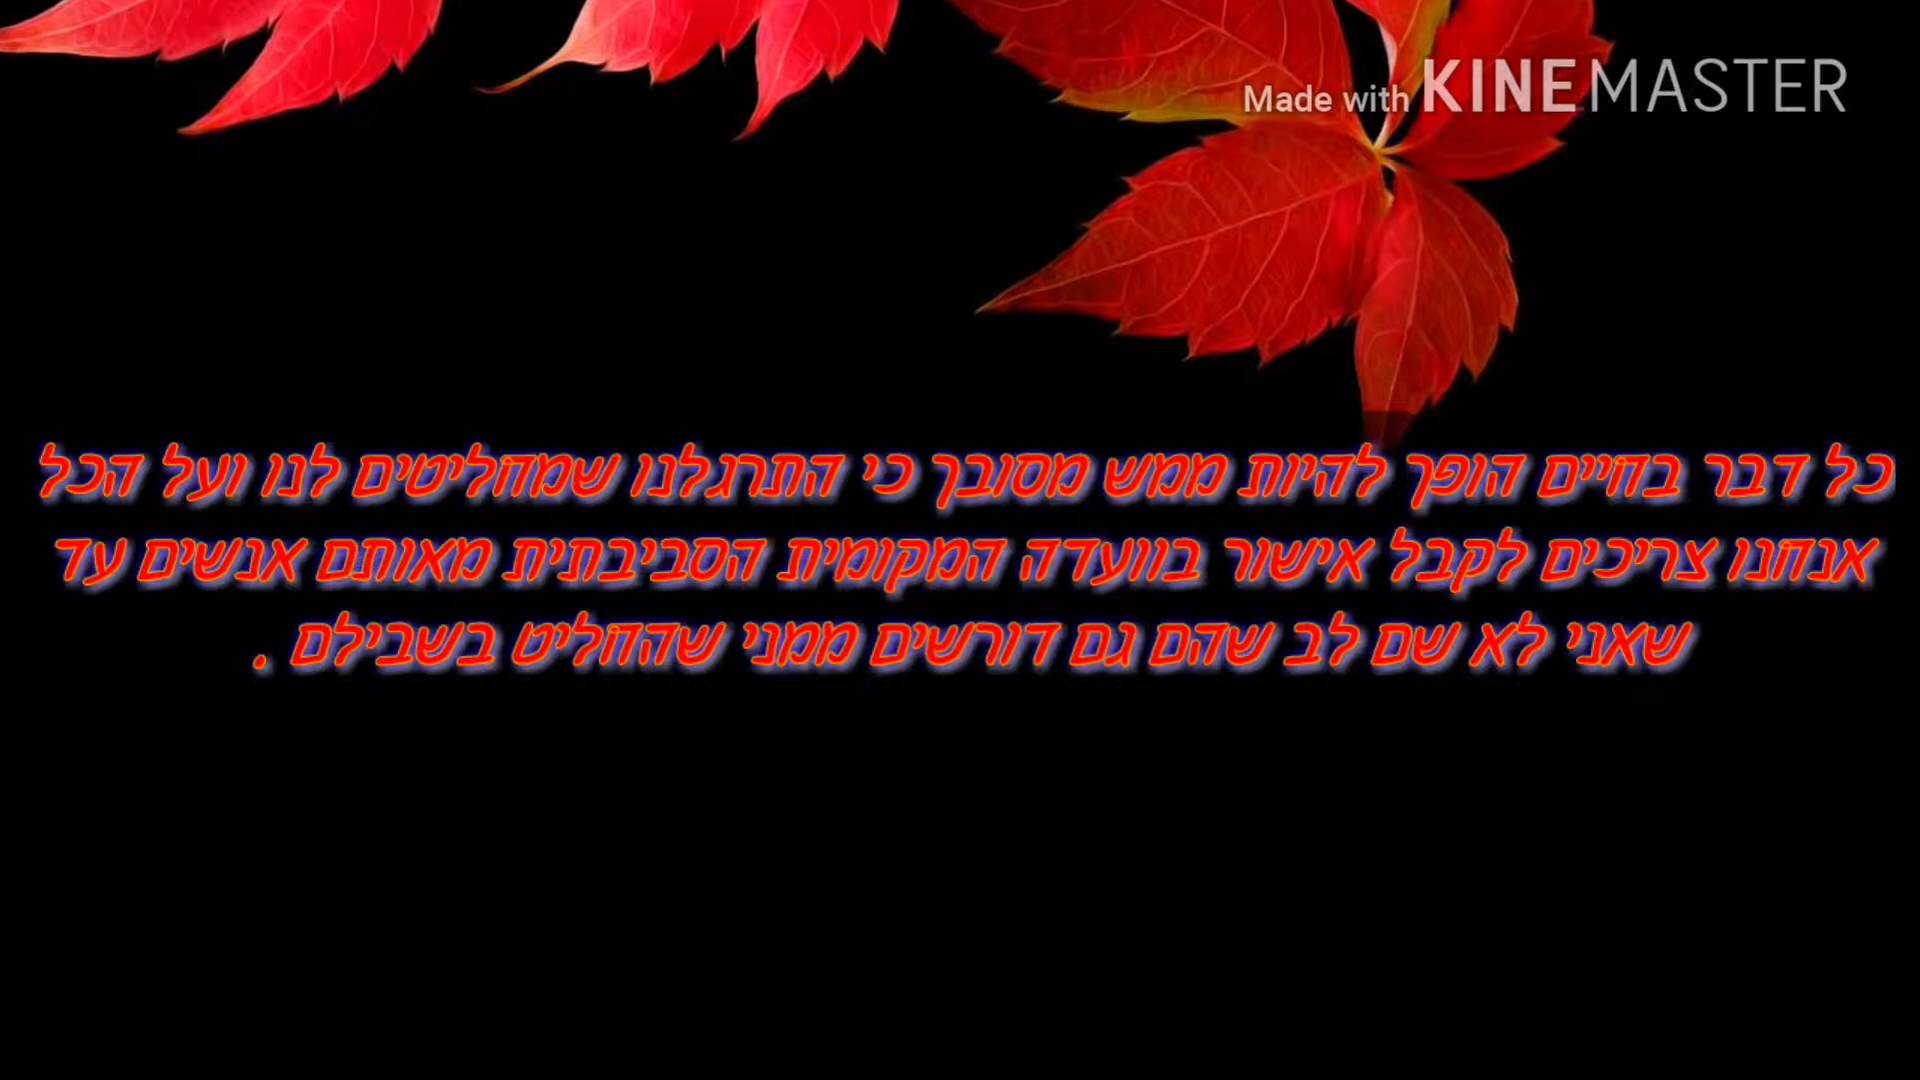 Made with KINEMASTER
כל דבר בחיים הופך להיות ממש מסובך כי התרגלנו שמחליטים לנו ועל הכל
אנחנו צריכים לקבל אישור בוועדה המקומית הסביבתית מאותם אנשים עד
שאני לא שם לב שהם גם דורשים ממני שהחליט בשבילם .